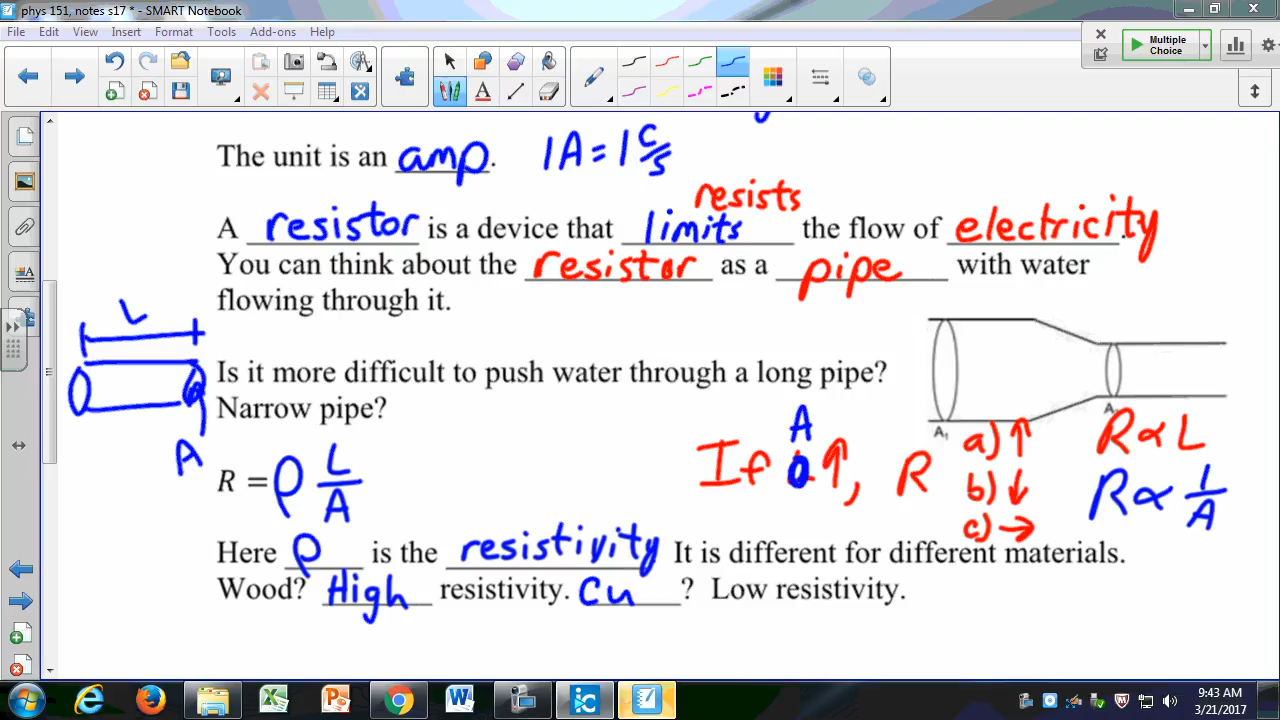 phys 151, notes s17 * - SMART Notebook
File Edit View Insert Format Tools Add-ons Help
Multiple Choice
The unit is an amp. 1A = 1 C/s
resists
A resistor is a device that limits the flow of electricity.
You can think about the resistor as a pipe with water
flowing through it.
L
Is it more difficult to push water through a long pipe?
Narrow pipe?
A
A₁ A
a) ↑ R ∝ L
A
If ↑, R b) ↓ R ∝ 1/A
R = ρ L/A
c) →
Here ρ is the resistivity It is different for different materials.
Wood? High resistivity. Cu ? Low resistivity.
9:43 AM
3/21/2017